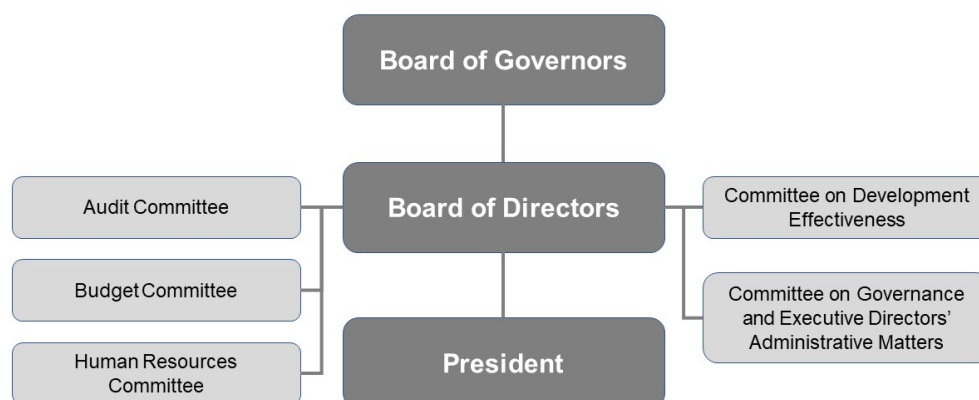 Board of Governors
Board of Directors
Audit Committee
Budget Committee
Human Resources
Committee
Committee on Development
Effectiveness
Committee on Governance
and Executive Directors’
Administrative Matters
President